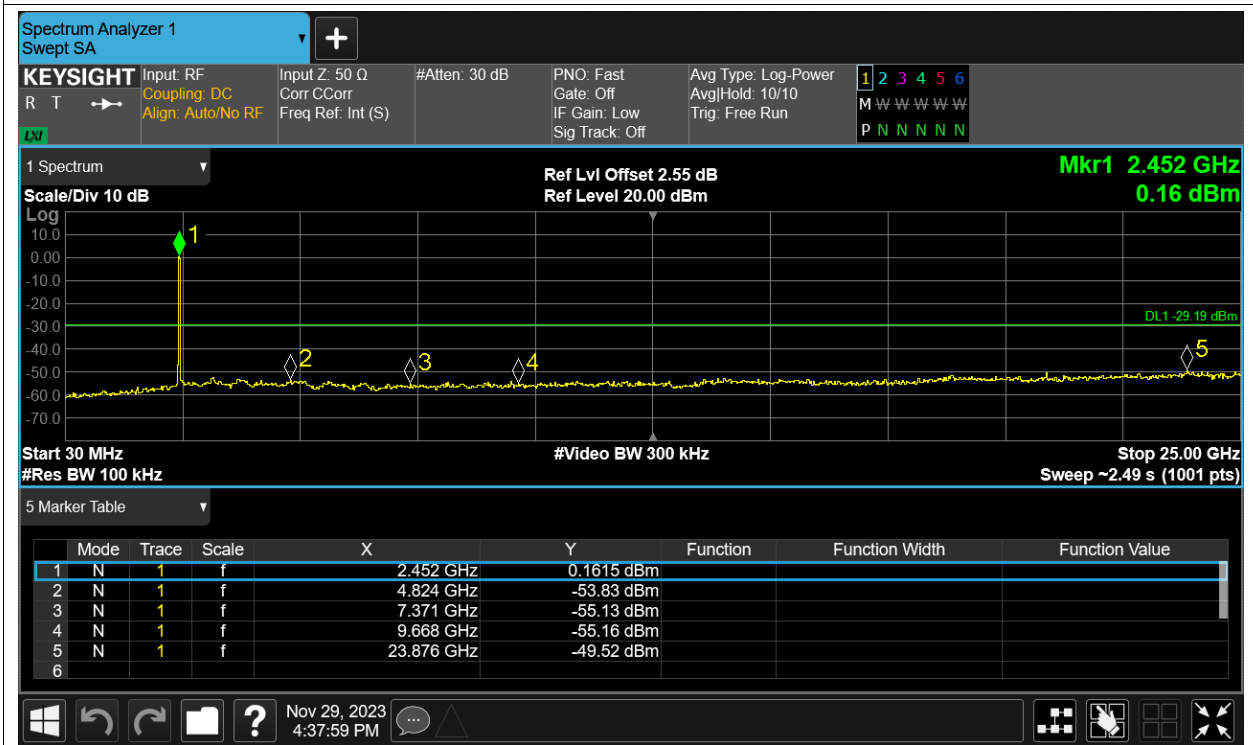 Spectrum Analyzer 1
Swept SA
KEYSIGHT
R T
LXI
Input: RF
Coupling: DC
Align: Auto/No RF
Input Z: 50 Ω
Corr CCorr
Freq Ref: Int (S)
#Atten: 30 dB
PNO: Fast
Gate: Off
IF Gain: Low
Sig Track: Off
Avg Type: Log-Power
Avg|Hold: 10/10
Trig: Free Run
1 2 3 4 5 6
M W W W W W
P N N N N N
1 Spectrum
Scale/Div 10 dB
Ref Lvl Offset 2.55 dB
Ref Level 20.00 dBm
Mkr1 2.452 GHz
0.16 dBm
Log
10.0
0.00
-10.0
-20.0
-30.0
-40.0
-50.0
-60.0
-70.0
1
2
3
4
5
DL1 -29.19 dBm
Start 30 MHz
#Video BW 300 kHz
Stop 25.00 GHz
#Res BW 100 kHz
Sweep ~2.49 s (1001 pts)
5 Marker Table
Mode Trace Scale X Y Function Function Width Function Value
1 N 1 f 2.452 GHz 0.1615 dBm
2 N 1 f 4.824 GHz -53.83 dBm
3 N 1 f 7.371 GHz -55.13 dBm
4 N 1 f 9.668 GHz -55.16 dBm
5 N 1 f 23.876 GHz -49.52 dBm
6
?
Nov 29, 2023
4:37:59 PM